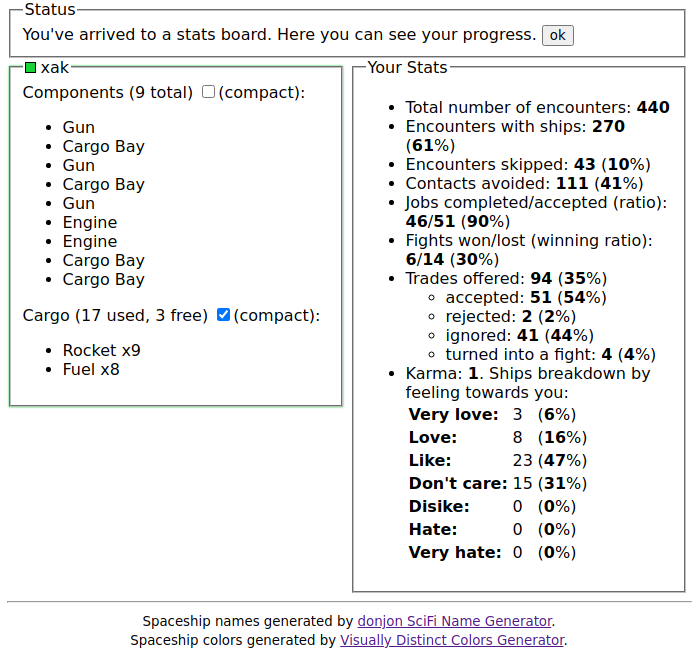 Status
You've arrived to a stats board. Here you can see your progress. ok
xak
Components (9 total) (compact):
Gun
Cargo Bay
Gun
Cargo Bay
Gun
Engine
Engine
Cargo Bay
Cargo Bay
Cargo (17 used, 3 free) (compact):
Rocket x9
Fuel x8
Your Stats
Total number of encounters: 440
Encounters with ships: 270
(61%)
Encounters skipped: 43 (10%)
Contacts avoided: 111 (41%)
Jobs completed/accepted (ratio):
46/51 (90%)
Fights won/lost (winning ratio):
6/14 (30%)
Trades offered: 94 (35%)
accepted: 51 (54%)
rejected: 2 (2%)
ignored: 41 (44%)
turned into a fight: 4 (4%)
Karma: 1. Ships breakdown by
feeling towards you:
Very love: 3 (6%)
Love: 8 (16%)
Like: 23 (47%)
Don't care: 15 (31%)
Disike: 0 (0%)
Hate: 0 (0%)
Very hate: 0 (0%)
Spaceship names generated by donjon SciFi Name Generator.
Spaceship colors generated by Visually Distinct Colors Generator.